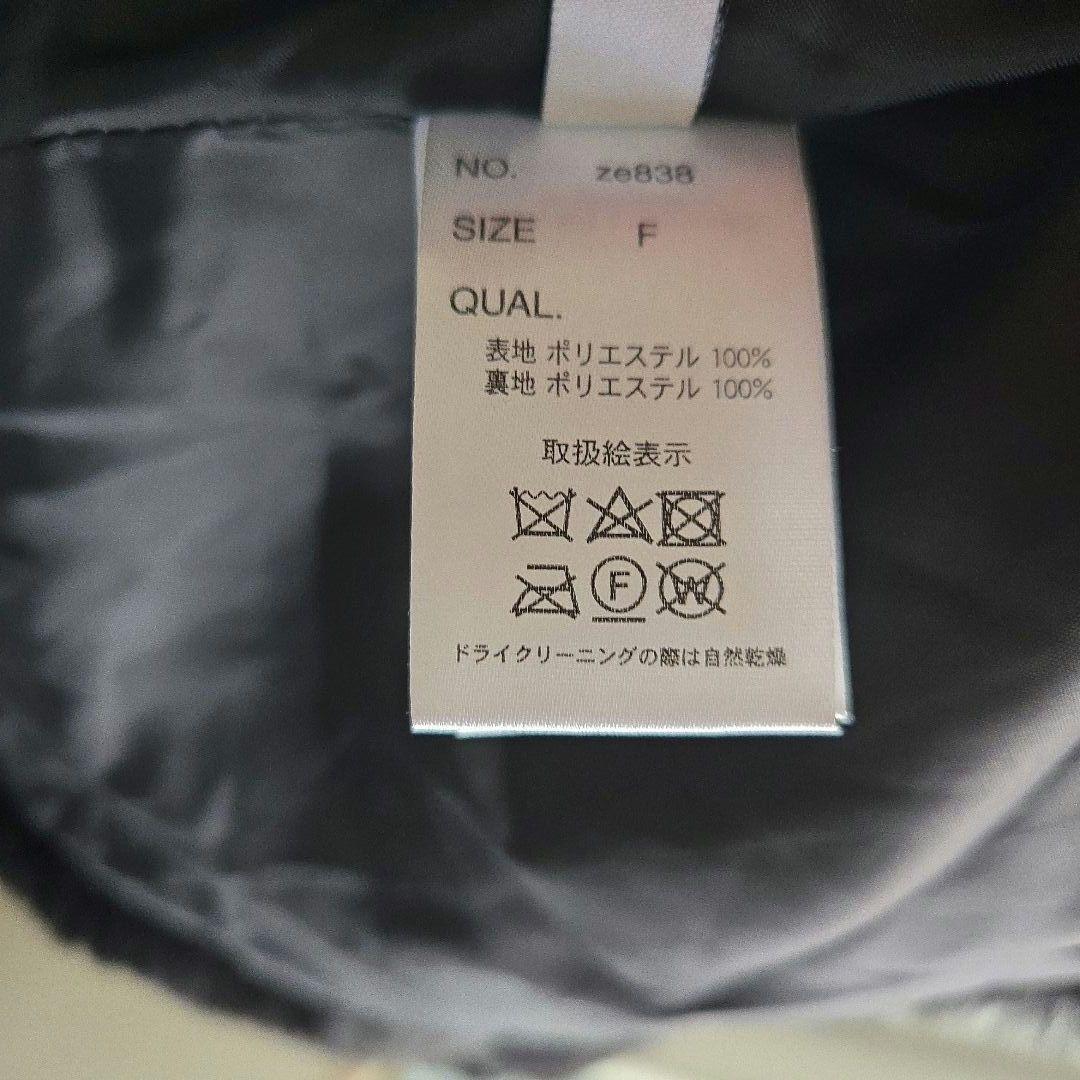 NO. ze838
SIZE F
QUAL.
表地 ポリエステル 100%
裏地 ポリエステル 100%
取扱絵表示
F
W
ドライクリーニングの際は自然乾燥